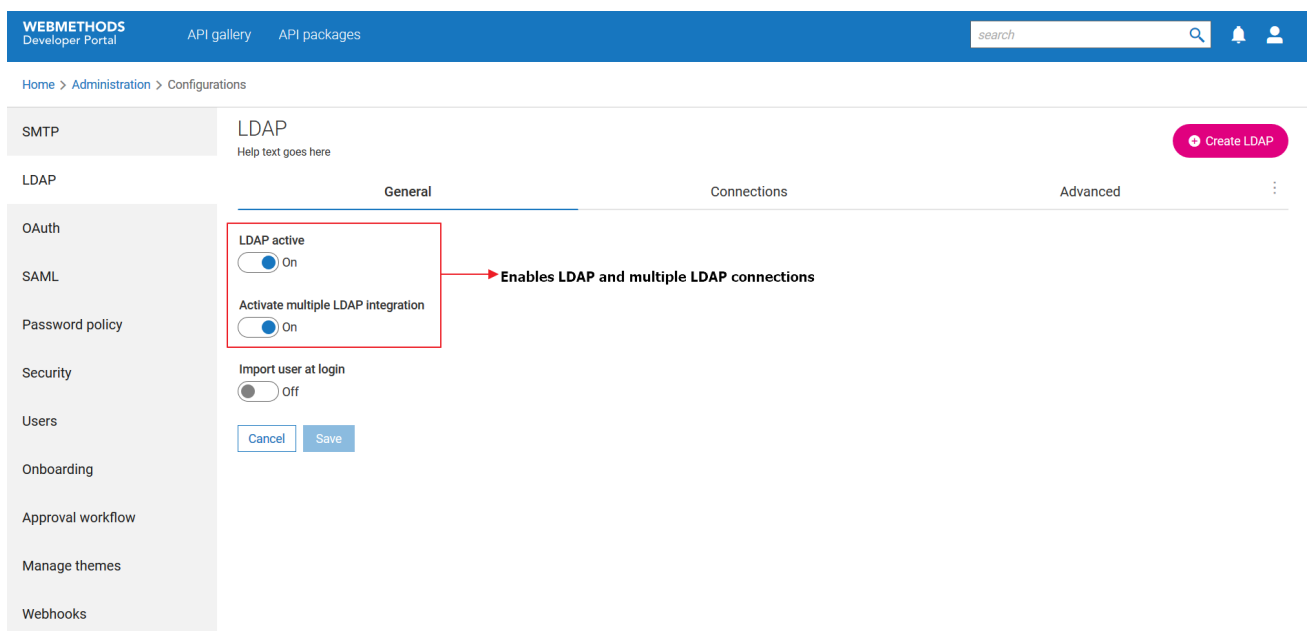 WEBMETHODS
Developer Portal
API gallery
API packages
search
Home > Administration > Configurations
SMTP
LDAP
OAuth
SAML
Password policy
Security
Users
Onboarding
Approval workflow
Manage themes
Webhooks
LDAP
Help text goes here
Create LDAP
General
Connections
Advanced
LDAP active
On
Enables LDAP and multiple LDAP connections
Activate multiple LDAP integration
On
Import user at login
Off
Cancel
Save